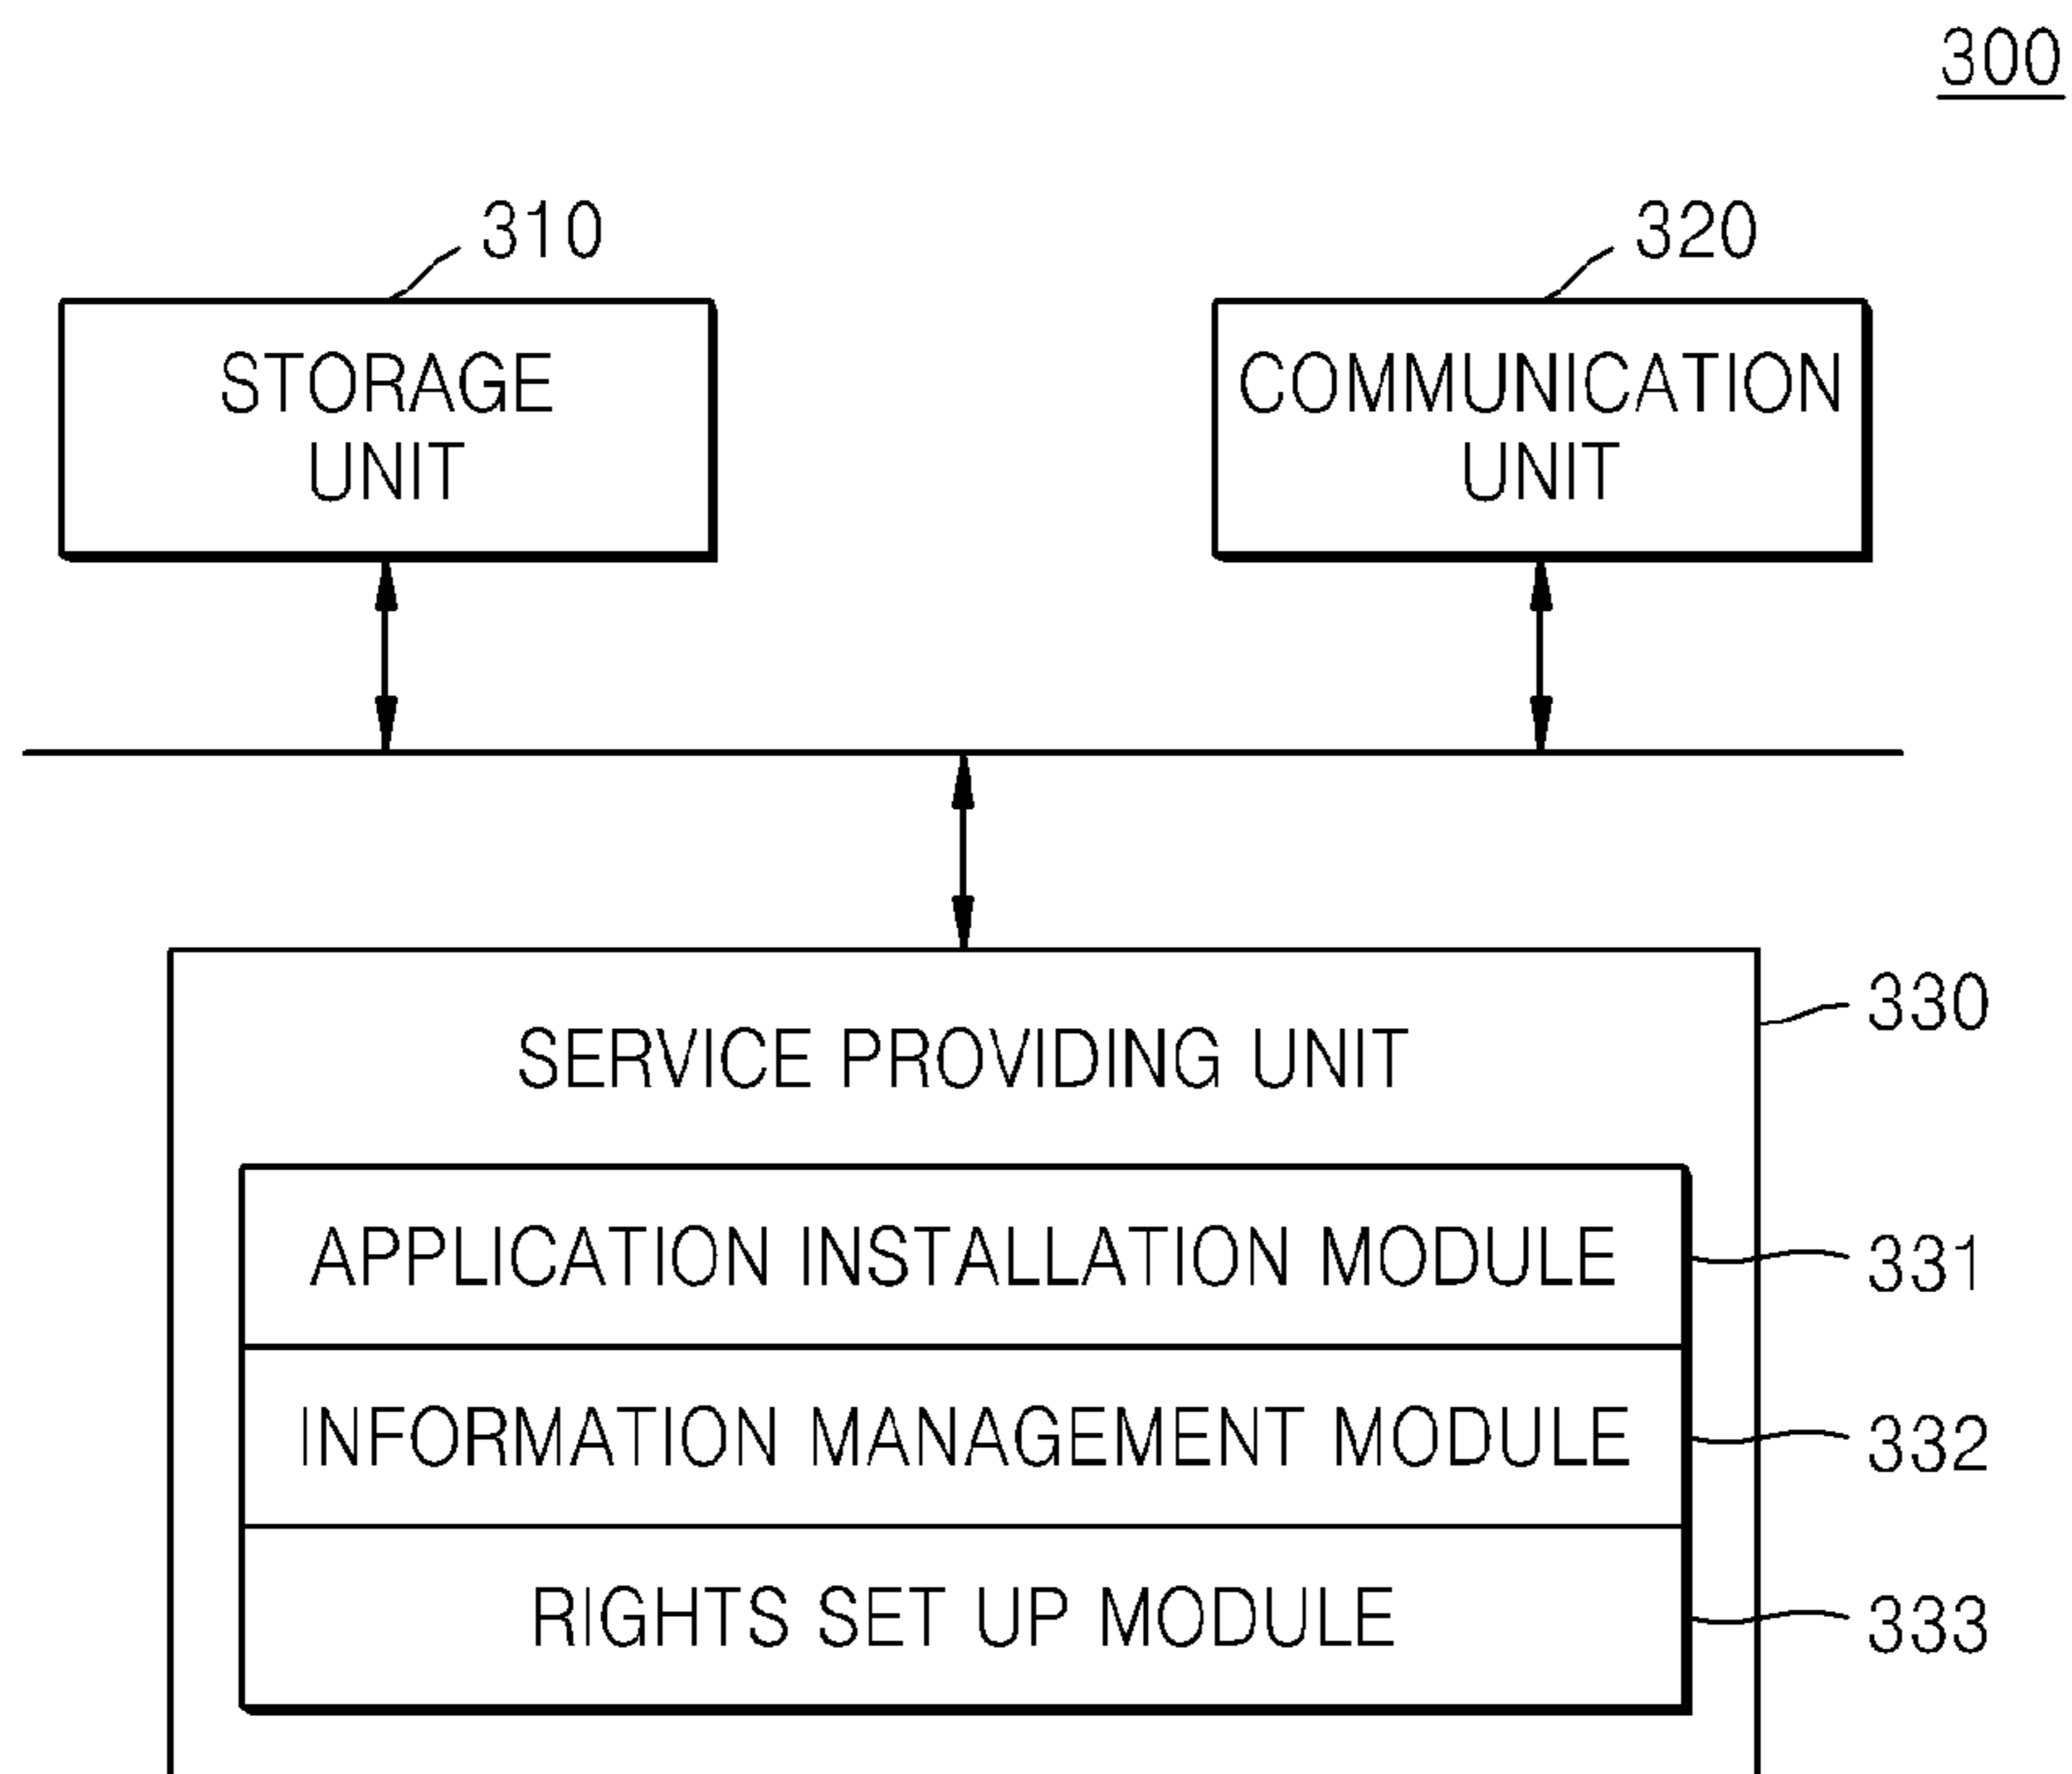 300
310
320
STORAGE
UNIT
COMMUNICATION
UNIT
330
SERVICE PROVIDING UNIT
APPLICATION INSTALLATION MODULE
331
INFORMATION MANAGEMENT MODULE
332
RIGHTS SET UP MODULE
333